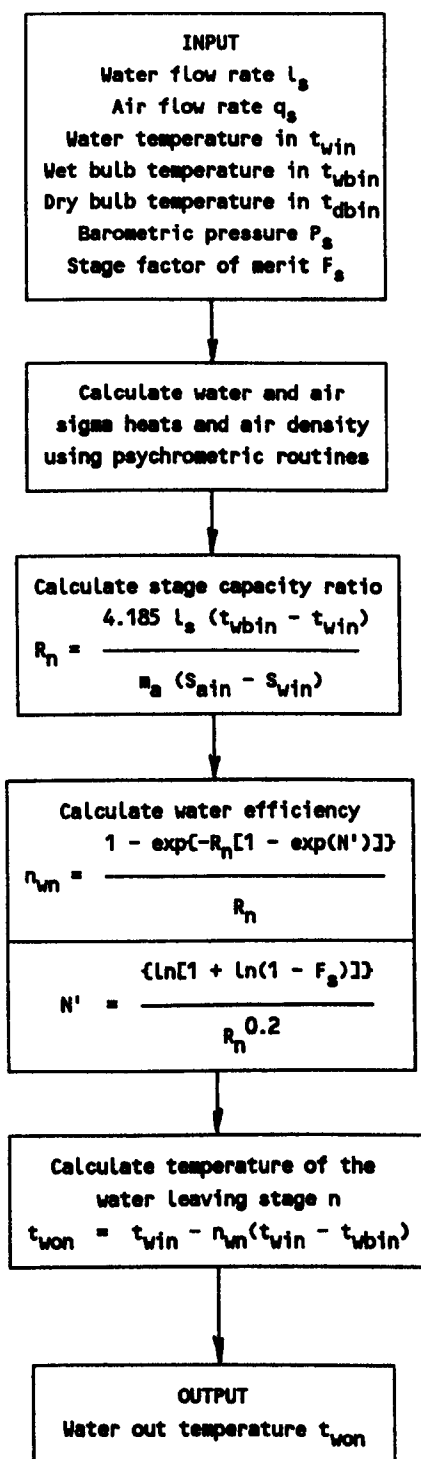 INPUT
Water flow rate l_s
Air flow rate q_s
Water temperature in t_win
Wet bulb temperature in t_wbin
Dry bulb temperature in t_dbin
Barometric pressure P_s
Stage factor of merit F_s
Calculate water and air
sigma heats and air density
using psychrometric routines
Calculate stage capacity ratio
4.185 l_s (t_wbin - t_win)
R_n =
m_a (S_ain - S_win)
Calculate water efficiency
1 - exp{-R_n[1 - exp(N')]}
n_wn =
R_n
{ln[1 + ln(1 - F_s)]}
N' =
R_n^0.2
Calculate temperature of the
water leaving stage n
t_won = t_win - n_wn(t_win - t_wbin)
OUTPUT
Water out temperature t_won